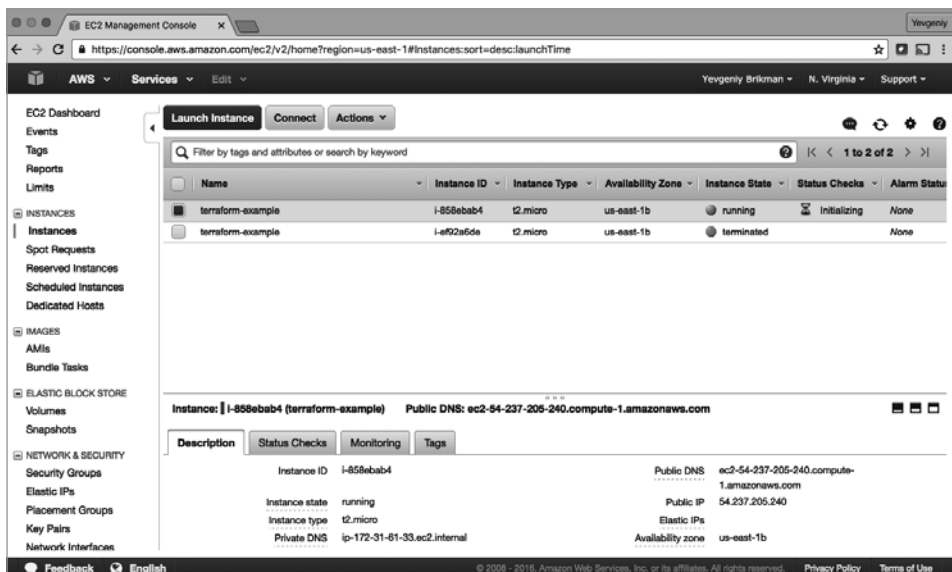 EC2 Management Console
Yevgeniy
https://console.aws.amazon.com/ec2/v2/home?region=us-east-1#Instances:sort=desc:launchTime
AWS Services Edit Yevgeniy Brikman N. Virginia Support
EC2 Dashboard
Events
Tags
Reports
Limits
INSTANCES
Instances
Spot Requests
Reserved Instances
Scheduled Instances
Dedicated Hosts
IMAGES
AMIs
Bundle Tasks
ELASTIC BLOCK STORE
Volumes
Snapshots
NETWORK & SECURITY
Security Groups
Elastic IPs
Placement Groups
Key Pairs
Network Interfaces
Launch Instance Connect Actions
Filter by tags and attributes or search by keyword 1 to 2 of 2
Name Instance ID Instance Type Availability Zone Instance State Status Checks Alarm Statu
terraform-example i-858ebab4 t2.micro us-east-1b running Initializing None
terraform-example i-ef92a6de t2.micro us-east-1b terminated None
Instance: i-858ebab4 (terraform-example) Public DNS: ec2-54-237-205-240.compute-1.amazonaws.com
Description Status Checks Monitoring Tags
Instance ID i-858ebab4 Public DNS ec2-54-237-205-240.compute-
1.amazonaws.com
Instance state running Public IP 54.237.205.240
Instance type t2.micro Elastic IPs
Private DNS ip-172-31-61-33.ec2.internal Availability zone us-east-1b
Feedback English © 2008 - 2016, Amazon Web Services, Inc. or its affiliates. All rights reserved. Privacy Policy Terms of Use